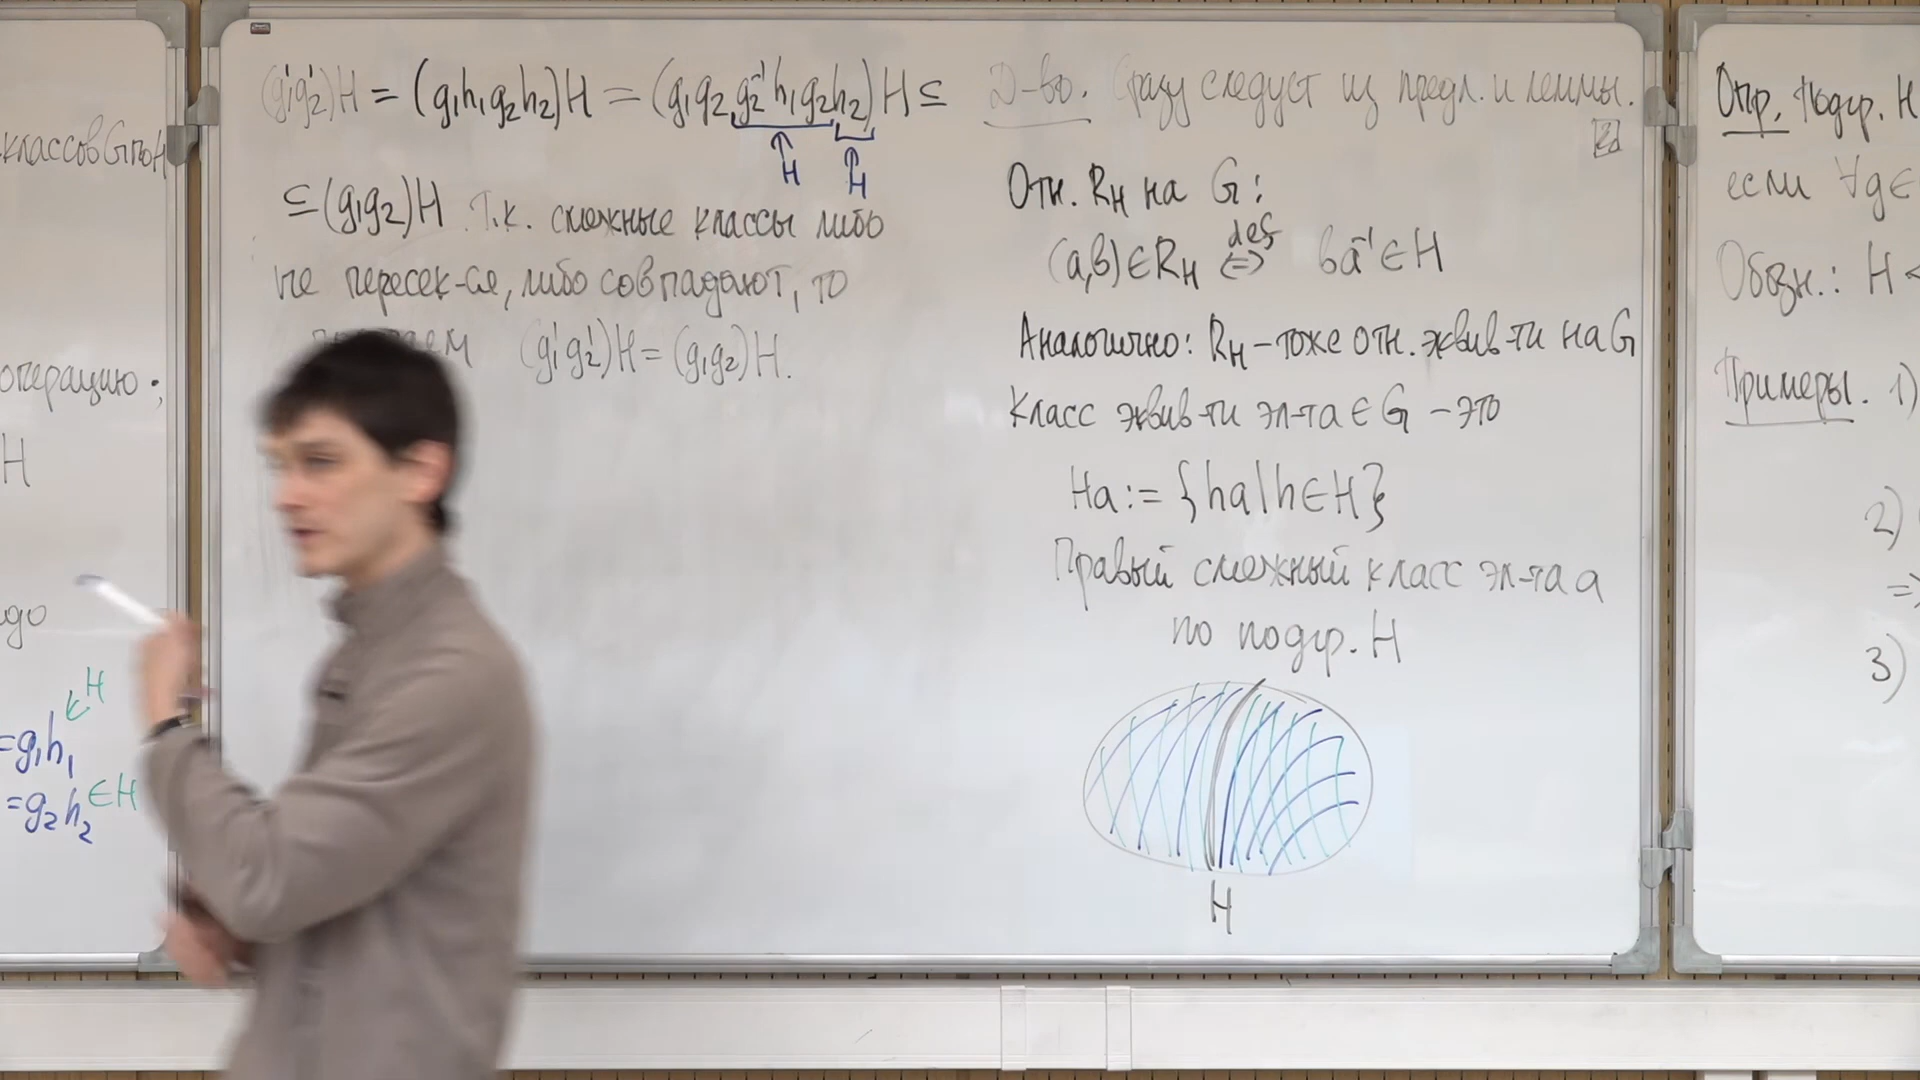 классов G по H
операцию:
H
=g₁h₁ ∈H
=g₂h₂ ∈H
(g₁'g₂')H = (g₁h₁g₂h₂)H = (g₁g₂g₂⁻¹h₁g₂h₂)H ⊆
H H
⊆(g₁g₂)H. Т.к. смежные классы либо
не пересек-ся, либо совпадают, то
(g₁'g₂')H = (g₁g₂)H.
Д-во. Сразу следует из предл. и леммы.
Отн. R_H на G:
(a,b)∈R_H ⇔ def ba⁻¹∈H
Аналогично: R_H – тоже отн. эквив-ти на G
Класс эквив-ти эл-та a∈G – это
Ha := {ha | h∈H}
Правый смежный класс эл-та a
по подгр. H
H
Опр. Подгр. H
если ∀g∈
Обозн.: H
Примеры. 1)
2)
=>
3)